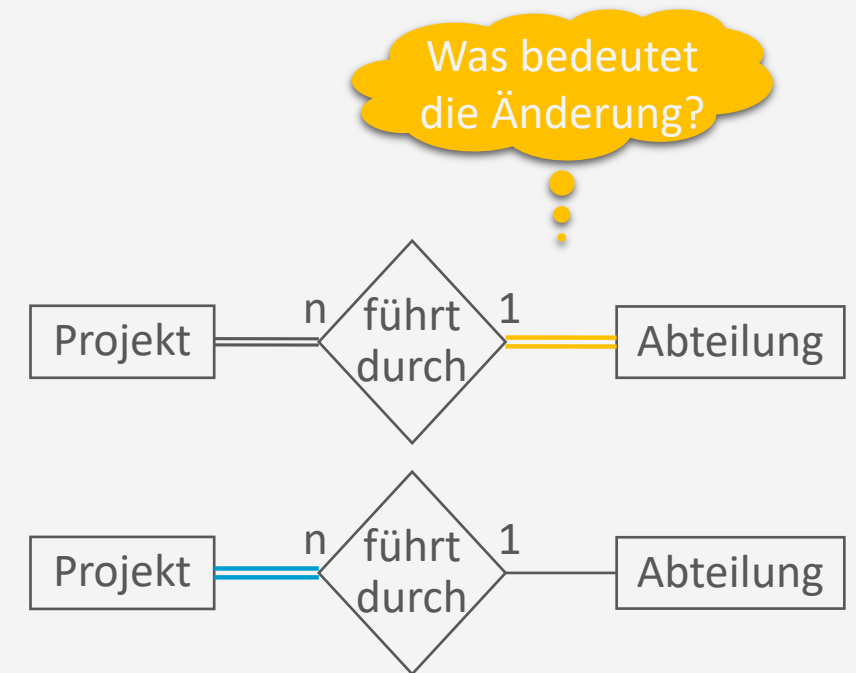 Was bedeutet
die Änderung?
Projekt
n
führt
durch
1
Abteilung
Projekt
n
führt
durch
1
Abteilung